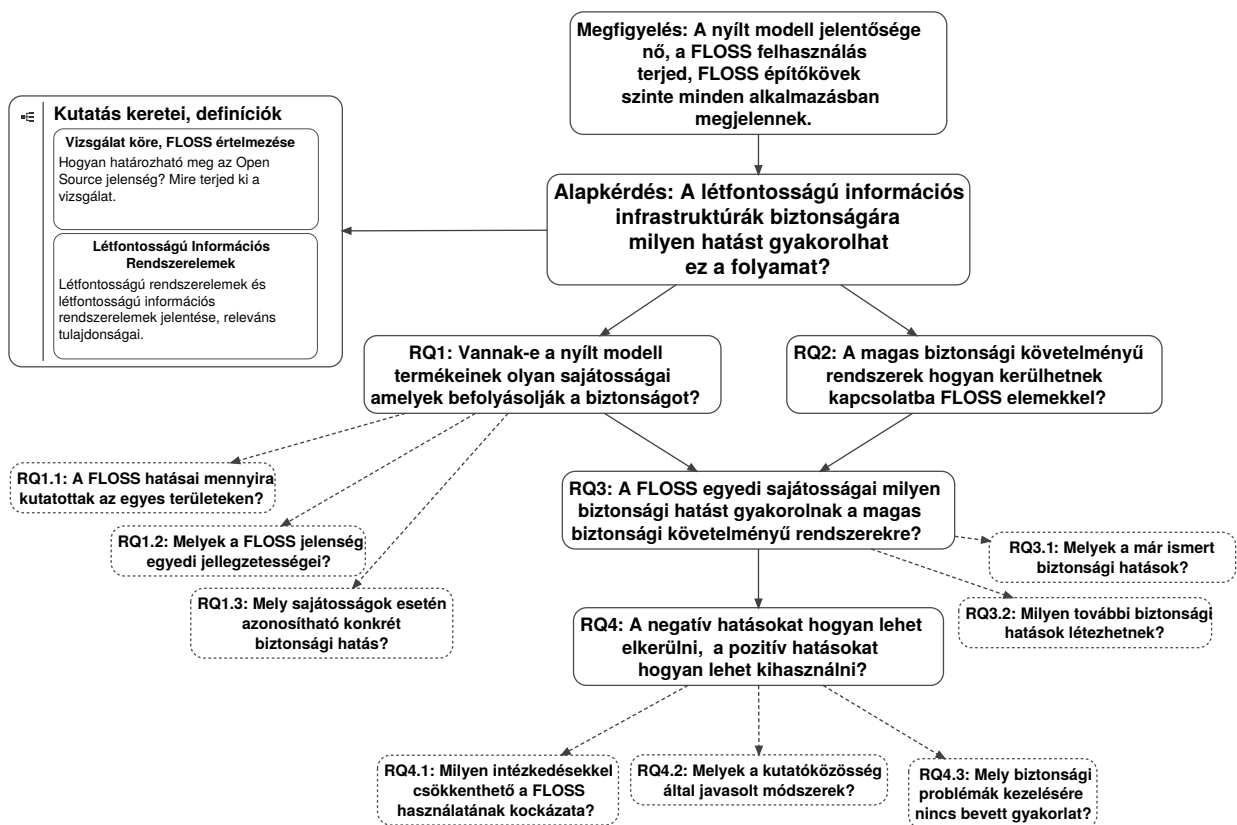 Megfigyelés: A nyílt modell jelentősége
nő, a FLOSS felhasználás
terjed, FLOSS építőkövek
szinte minden alkalmazásban
megjelennek.
Kutatás keretei, definíciók
Vizsgálat köre, FLOSS értelmezése
Hogyan határozható meg az Open
Source jelenség? Mire terjed ki a
vizsgálat.
Létfontosságú Információs
Rendszerelemek
Létfontosságú rendszerelemek és
létfontosságú információs
rendszerelemek jelentése, releváns
tulajdonságai.
Alapkérdés: A létfontosságú információs
infrastruktúrák biztonságára
milyen hatást gyakorolhat
ez a folyamat?
RQ1: Vannak-e a nyílt modell
termékeinek olyan sajátosságai
amelyek befolyásolják a biztonságot?
RQ2: A magas biztonsági követelményű
rendszerek hogyan kerülhetnek
kapcsolatba FLOSS elemekkel?
RQ1.1: A FLOSS hatásai mennyira
kutatottak az egyes területeken?
RQ1.2: Melyek a FLOSS jelenség
egyedi jellegzetességei?
RQ1.3: Mely sajátosságok esetén
azonosítható konkrét
biztonsági hatás?
RQ3: A FLOSS egyedi sajátosságai milyen
biztonsági hatást gyakorolnak a magas
biztonsági követelményű rendszerekre?
RQ3.1: Melyek a már ismert
biztonsági hatások?
RQ3.2: Milyen további biztonsági
hatások létezhetnek?
RQ4: A negatív hatásokat hogyan lehet
elkerülni, a pozitív hatásokat
hogyan lehet kihasználni?
RQ4.1: Milyen intézkedésekkel
csökkenthető a FLOSS
használatának kockázata?
RQ4.2: Melyek a kutatóközösség
által javasolt módszerek?
RQ4.3: Mely biztonsági
problémák kezelésére
nincs bevett gyakorlat?